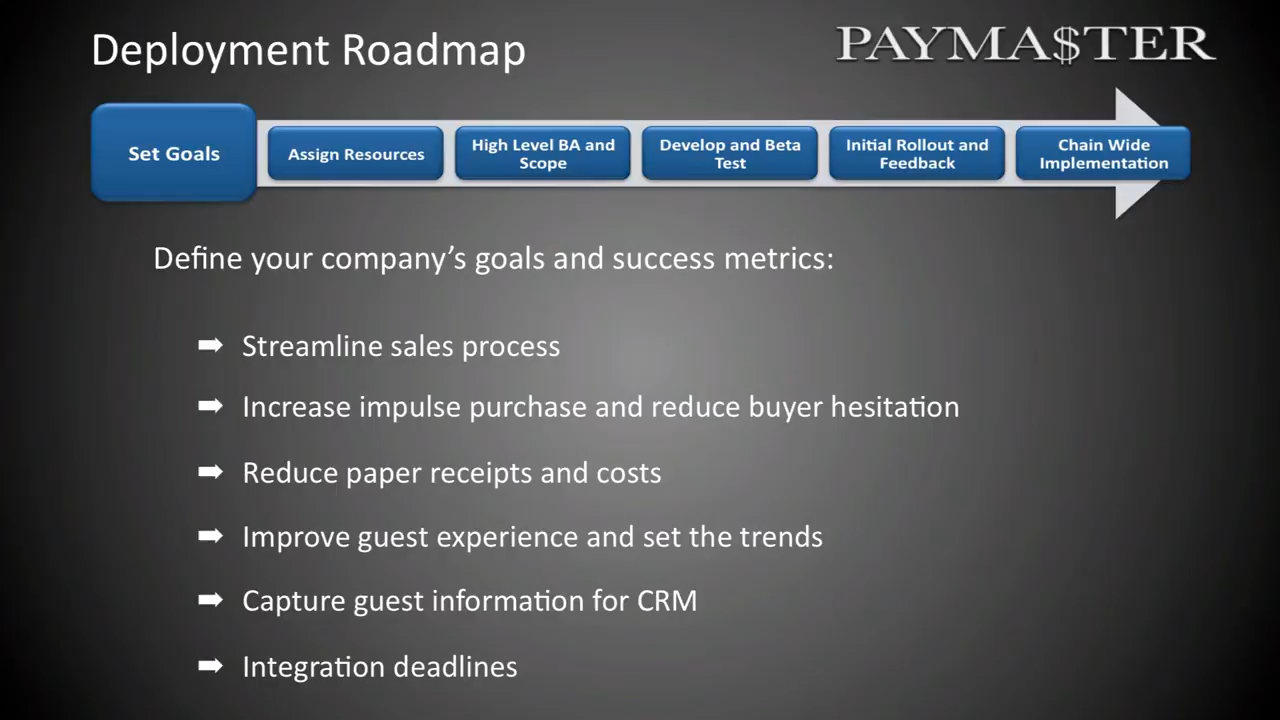 Deployment Roadmap
PAYMA$TER
Set Goals
Assign Resources
High Level BA and
Scope
Develop and Beta
Test
Initial Rollout and
Feedback
Chain Wide
Implementation
Define your company’s goals and success metrics:
➡ Streamline sales process
➡ Increase impulse purchase and reduce buyer hesitation
➡ Reduce paper receipts and costs
➡ Improve guest experience and set the trends
➡ Capture guest information for CRM
➡ Integration deadlines